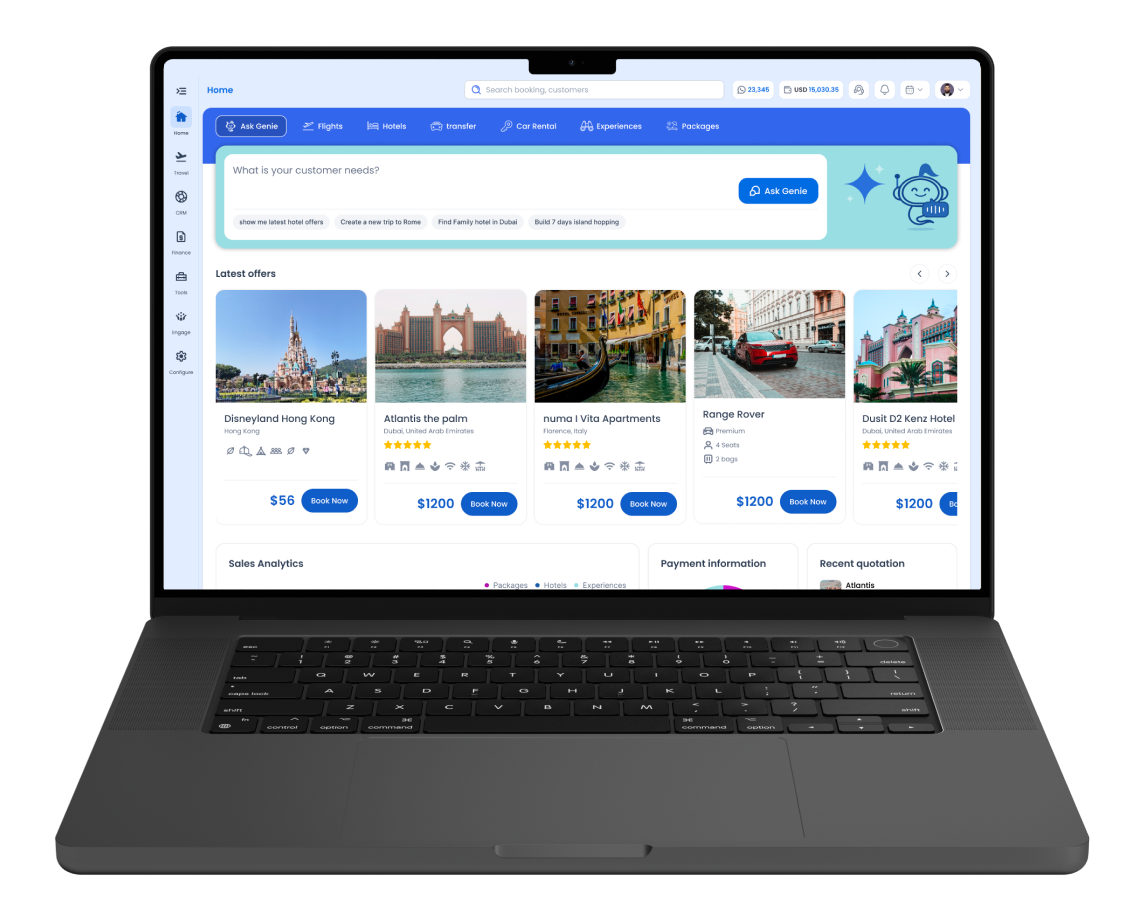 Home
Search booking, customers
23,345
USD 15,030.35
Home
Travel
CRM
Finance
Tools
Engage
Configure
Ask Genie
Flights
Hotels
transfer
Car Rental
Experiences
Packages
What is your customer needs?
Ask Genie
show me latest hotel offers
Create a new trip to Rome
Find Family hotel in Dubai
Build 7 days island hopping
Latest offers
Disneyland Hong Kong
Hong Kong
$56
Book Now
Atlantis the palm
Dubai, United Arab Emirates
$1200
Book Now
numa I Vita Apartments
Florence, Italy
$1200
Book Now
Range Rover
Premium
4 Seats
2 bags
$1200
Book Now
Dusit D2 Kenz Hotel
Dubai, United Arab Emirates
$1200
Sales Analytics
Packages
Hotels
Experiences
Payment information
Recent quotation
Atlantis
esc
F1 F2 F3 F4 F5 F6 F7 F8 F9 F10 F11 F12
~ ! @ # $ % ^ & * ( ) _ +
1 2 3 4 5 6 7 8 9 0 - = delete
tab Q W E R T Y U I O P { [ } ] | \
caps lock A S D F G H J K L : ; " ' return
shift Z X C V B N M < , > . ? / shift
fn control option command command option